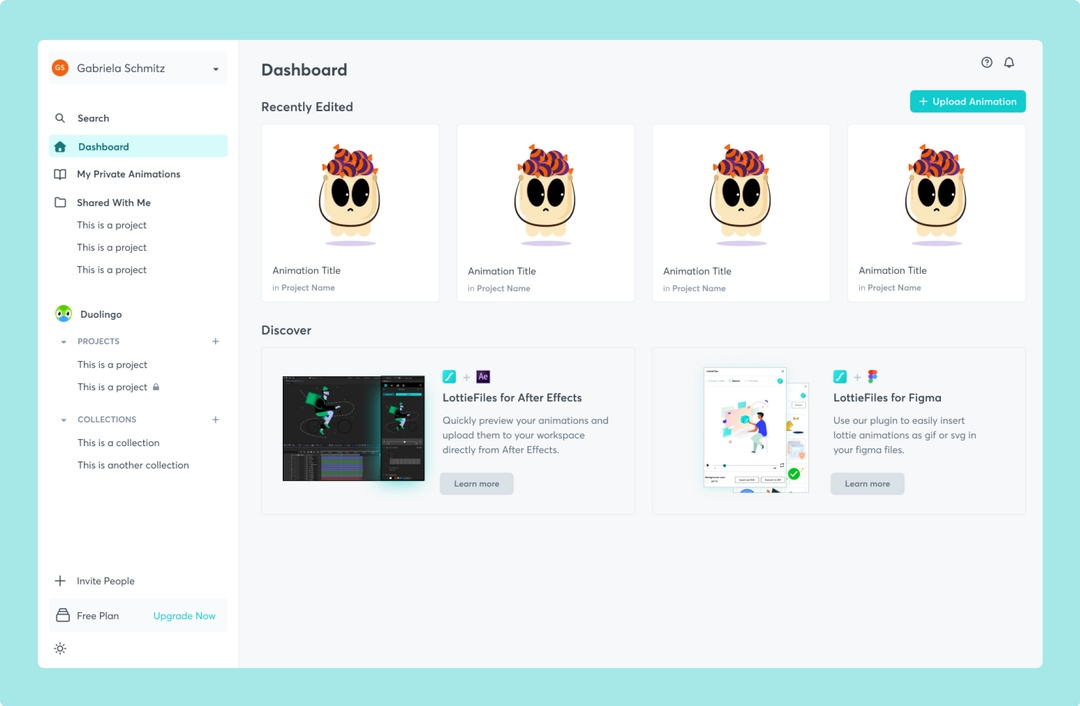 GS
Gabriela Schmitz
Search
Dashboard
My Private Animations
Shared With Me
This is a project
This is a project
This is a project
Duolingo
PROJECTS
This is a project
This is a project
COLLECTIONS
This is a collection
This is another collection
Invite People
Free Plan
Upgrade Now
Dashboard
Recently Edited
Upload Animation
Animation Title
in Project Name
Animation Title
in Project Name
Animation Title
in Project Name
Animation Title
in Project Name
Discover
Ae
LottieFiles for After Effects
Quickly preview your animations and
upload them to your workspace
directly from After Effects.
Learn more
LottieFiles for Figma
Use our plugin to easily insert
lottie animations as gif or svg in
your figma files.
Learn more